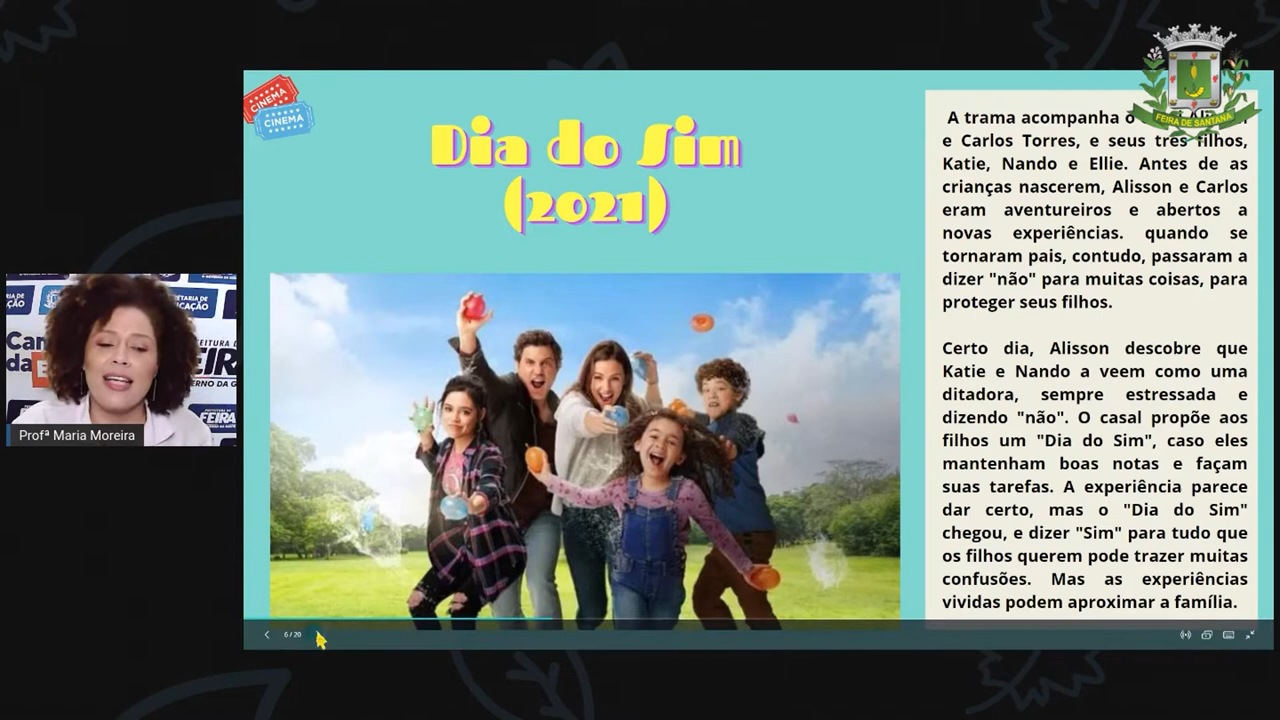 CINEMA
CINEMA
Dia do Sim
(2021)
FEIRA DE SANTANA
A trama acompanha o
e Carlos Torres, e seus três filhos,
Katie, Nando e Ellie. Antes de as
crianças nascerem, Alisson e Carlos
eram aventureiros e abertos a
novas experiências. quando se
tornaram pais, contudo, passaram a
dizer "não" para muitas coisas, para
proteger seus filhos.
Certo dia, Alisson descobre que
Katie e Nando a veem como uma
ditadora, sempre estressada e
dizendo "não". O casal propõe aos
filhos um "Dia do Sim", caso eles
mantenham boas notas e façam
suas tarefas. A experiência parece
dar certo, mas o "Dia do Sim"
chegou, e dizer "Sim" para tudo que
os filhos querem pode trazer muitas
confusões. Mas as experiências
vividas podem aproximar a família.
Profª Maria Moreira
6 / 20